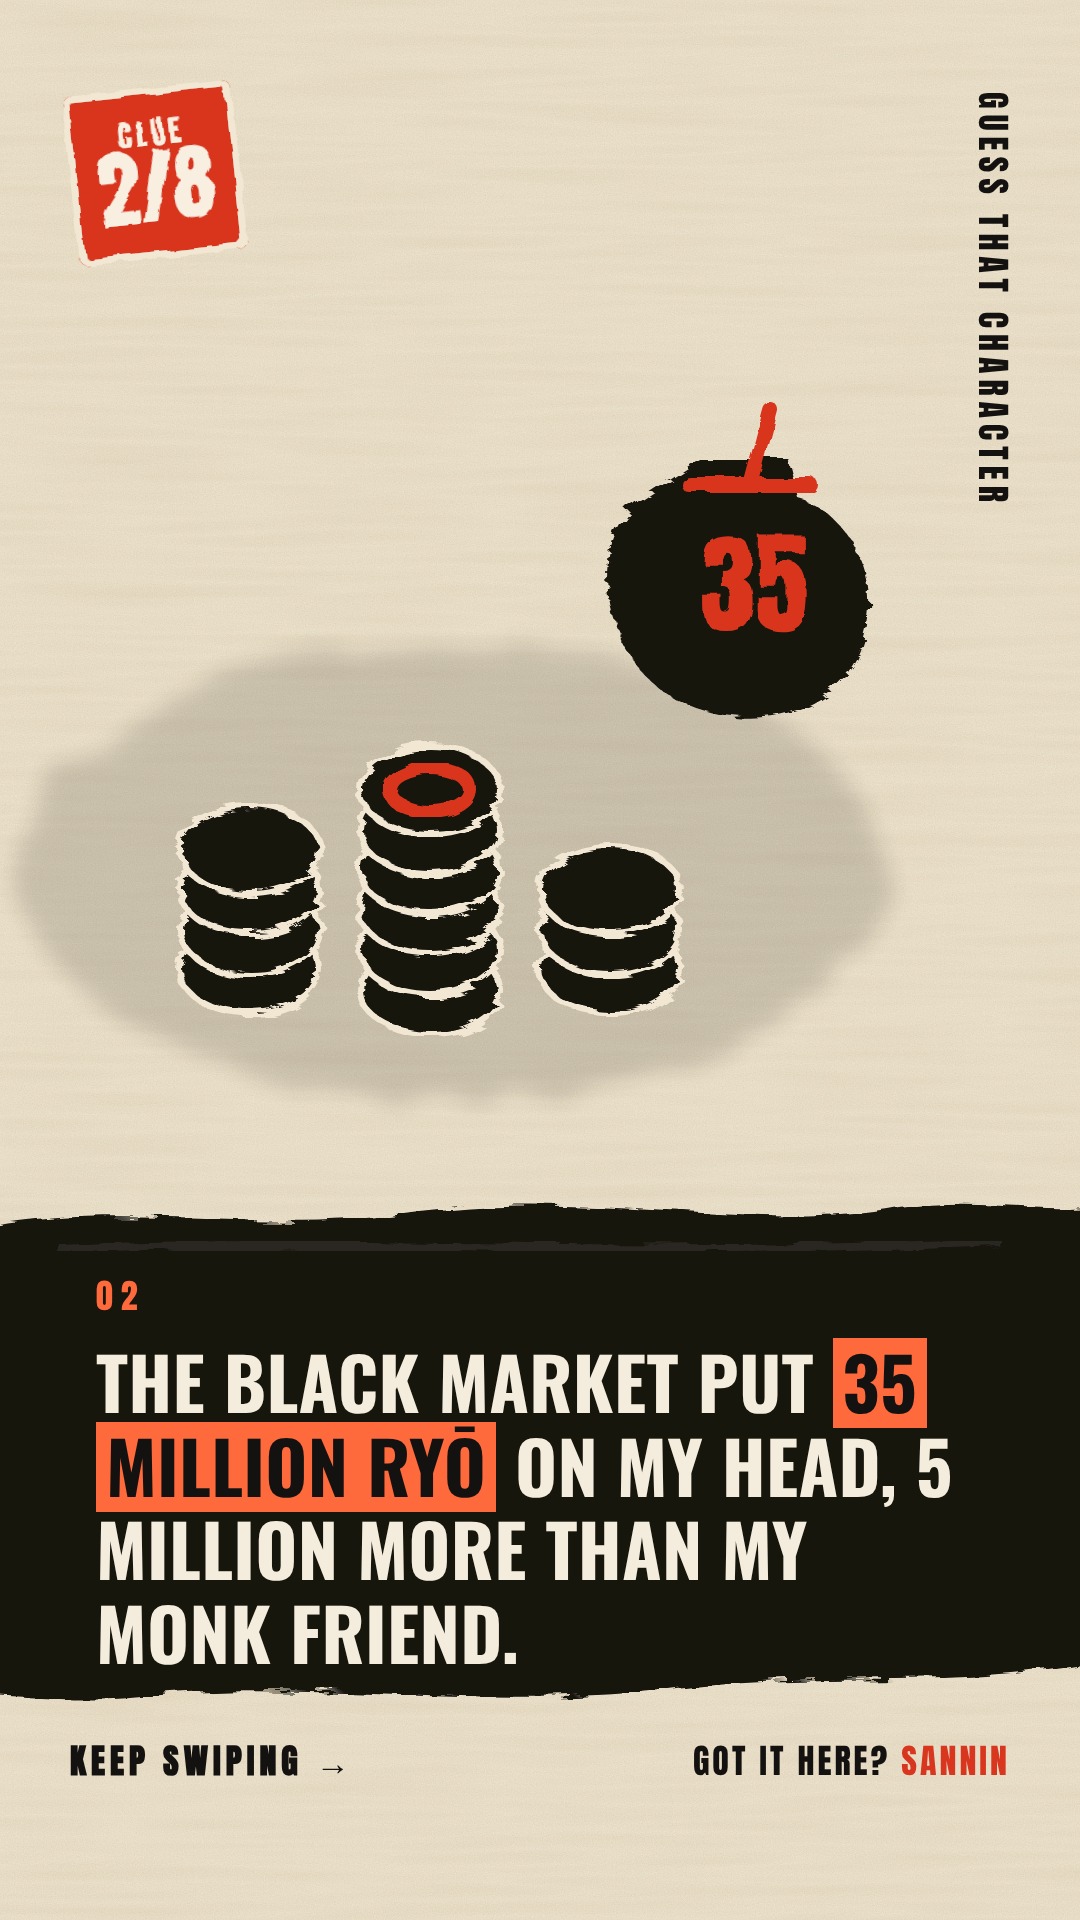 CLUE
2/8
GUESS THAT CHARACTER
35
02
THE BLACK MARKET PUT 35
MILLION RYŌ ON MY HEAD, 5
MILLION MORE THAN MY
MONK FRIEND.
KEEP SWIPING →
GOT IT HERE? SANNIN